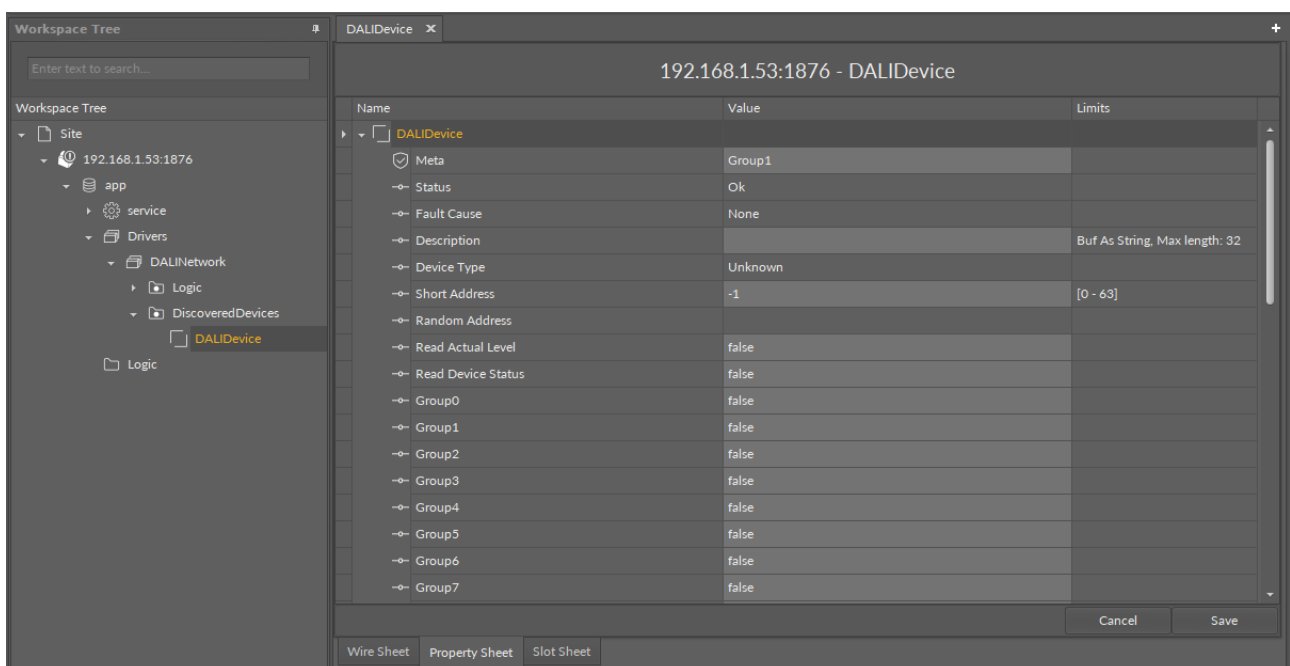 Workspace Tree
Enter text to search...
Workspace Tree
Site
192.168.1.53:1876
app
service
Drivers
DALINetwork
Logic
DiscoveredDevices
DALIDevice
Logic
DALIDevice
192.168.1.53:1876 - DALIDevice
Name Value Limits
DALIDevice
Meta Group1
Status Ok
Fault Cause None
Description Buf As String, Max length: 32
Device Type Unknown
Short Address -1 [0 - 63]
Random Address
Read Actual Level false
Read Device Status false
Group0 false
Group1 false
Group2 false
Group3 false
Group4 false
Group5 false
Group6 false
Group7 false
Cancel Save
Wire Sheet Property Sheet Slot Sheet